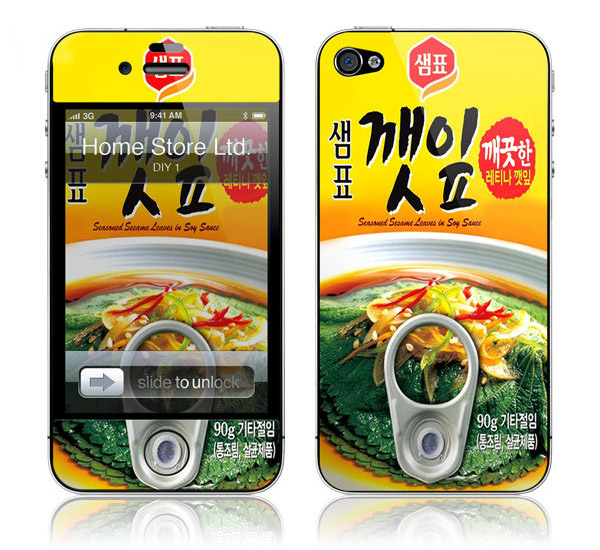 샘표
3G 9:41 AM
Home Store Ltd.
DIY 1
샘표
깻잎
레티나 깻잎
Seasoned Sesame Leaves in Soy Sauce
slide to unlock
90g 기타절임
(통조림, 살균제품)
샘표
샘표
깻잎
깨끗한
레티나 깻잎
Seasoned Sesame Leaves in Soy Sauce
90g 기타절임
(통조림, 살균제품)